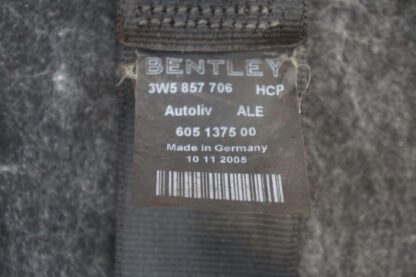 BENTLEY
3W5 857 706 HCP
Autoliv ALE
605 1375 00
Made in Germany
10 11 2005